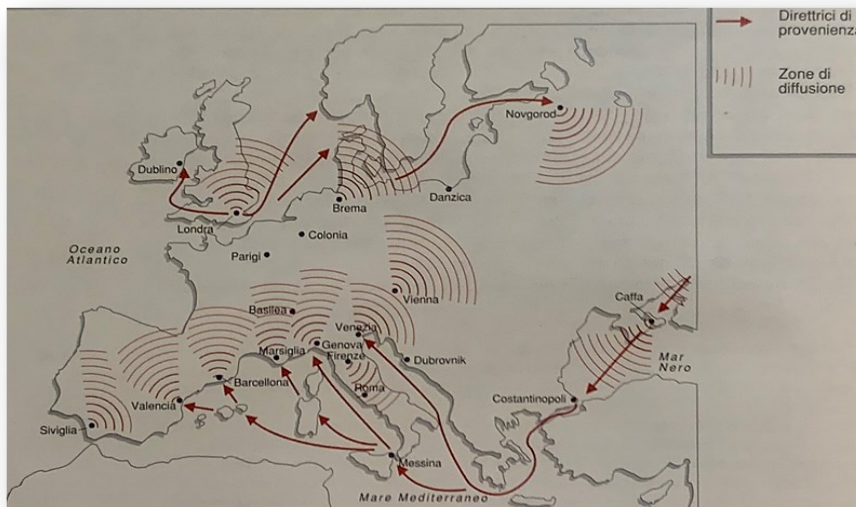 Direttrici di
provenienza
Zone di
diffusione
Novgorod
Dublino
Londra
Brema
Danzica
Colonia
Parigi
Oceano
Atlantico
Vienna
Basilea
Caffa
Venezia
Genova
Marsiglia
Firenze
Dubrovnik
Mar
Nero
Barcellona
Roma
Costantinopoli
Valencia
Siviglia
Messina
Mare Mediterraneo